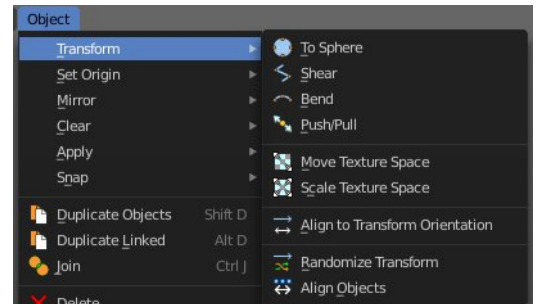 Object
Transform
Set Origin
Mirror
Clear
Apply
Snap
Duplicate Objects Shift D
Duplicate Linked Alt D
Join Ctrl J
Delete
To Sphere
Shear
Bend
Push/Pull
Move Texture Space
Scale Texture Space
Align to Transform Orientation
Randomize Transform
Align Objects